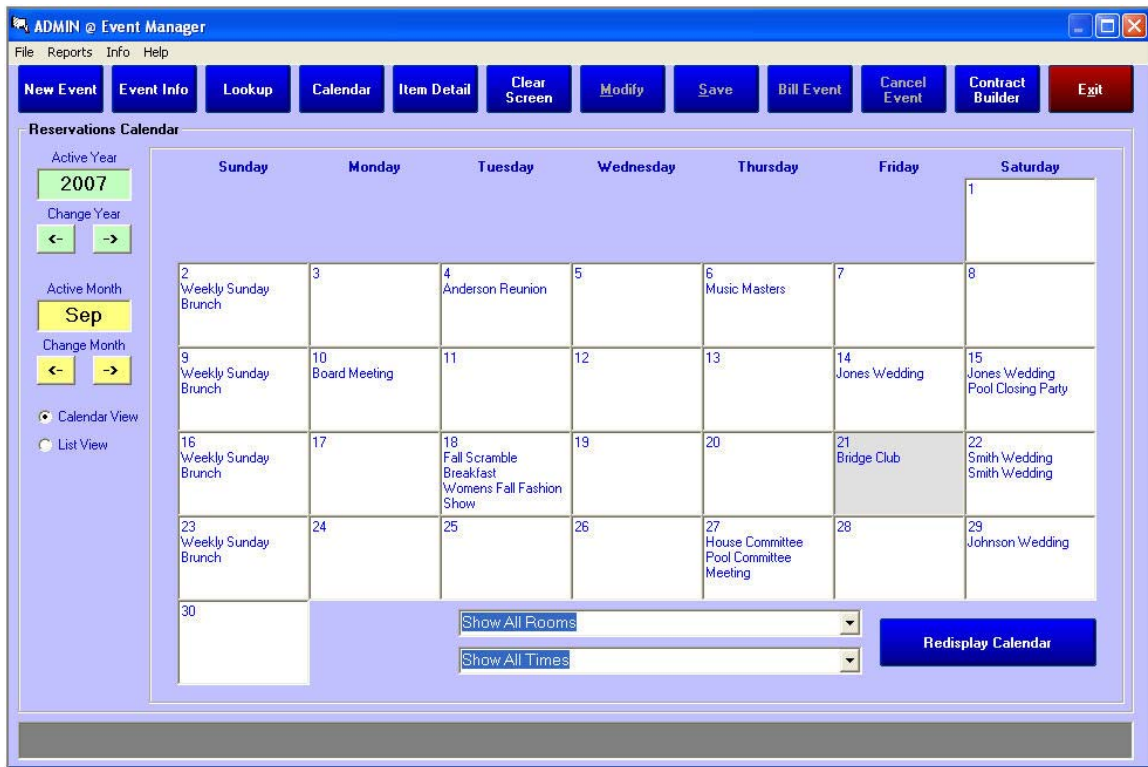 ADMIN @ Event Manager
File Reports Info Help
New Event Event Info Lookup Calendar Item Detail Clear Screen Modify Save Bill Event Cancel Event Contract Builder Exit
Reservations Calendar
Active Year
2007
Change Year
<- ->
Active Month
Sep
Change Month
<- ->
Calendar View
List View
Sunday Monday Tuesday Wednesday Thursday Friday Saturday
1
2
Weekly Sunday
Brunch
3
4
Anderson Reunion
5
6
Music Masters
7
8
9
Weekly Sunday
Brunch
10
Board Meeting
11
12
13
14
Jones Wedding
15
Jones Wedding
Pool Closing Party
16
Weekly Sunday
Brunch
17
18
Fall Scramble
Breakfast
Womens Fall Fashion
Show
19
20
21
Bridge Club
22
Smith Wedding
Smith Wedding
23
Weekly Sunday
Brunch
24
25
26
27
House Committee
Pool Committee
Meeting
28
29
Johnson Wedding
30
Show All Rooms
Show All Times
Redisplay Calendar